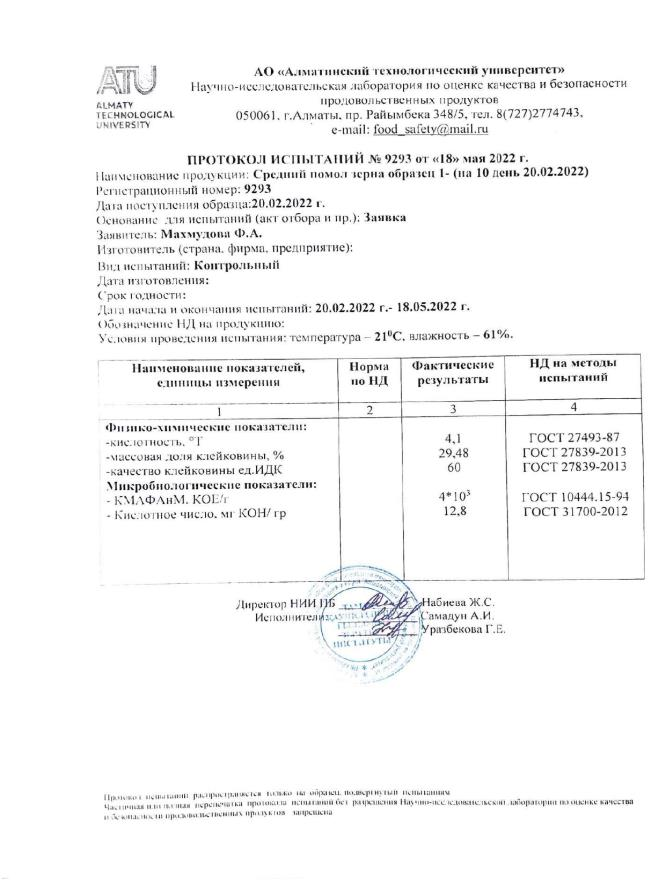 ATU
ALMATY
TECHNOLOGICAL
UNIVERSITY
АО «Алматинский технологический университет»
Научно-исследовательская лаборатория по оценке качества и безопасности
продовольственных продуктов
050061, г.Алматы, пр. Райымбека 348/5, тел. 8(727)2774743,
e-mail: food_safety@mail.ru
ПРОТОКОЛ ИСПЫТАНИЙ № 9293 от «18» мая 2022 г.
Наименование продукции: Средний помол зерна образец 1- (на 10 день 20.02.2022)
Регистрационный номер: 9293
Дата поступления образца:20.02.2022 г.
Основание для испытаний (акт отбора и пр.): Заявка
Заявитель: Махмудова Ф.А.
Изготовитель (страна, фирма, предприятие):
Вид испытаний: Контрольный
Дата изготовления:
Срок годности:
Дата начала и окончания испытаний: 20.02.2022 г.- 18.05.2022 г.
Обозначение НД на продукцию:
Условия проведения испытания: температура – 21⁰С, влажность – 61%.
Наименование показателей, единицы измерения | Норма по НД | Фактические результаты | НД на методы испытаний
1 2 3 4
Физико-химические показатели:
-кислотность, °Т 4,1 ГОСТ 27493-87
-массовая доля клейковины, % 29,48 ГОСТ 27839-2013
-качество клейковины ед.ИДК 60 ГОСТ 27839-2013
Микробиологические показатели:
- КМАФАнМ, КОЕ/г 4*10³ ГОСТ 10444.15-94
- Кислотное число, мг КОН/ гр 12,8 ГОСТ 31700-2012
Директор НИИ ПБ Набиева Ж.С.
Исполнители: Самадун А.И.
Уразбекова Г.Е.
ИНСТИТУТЫ
Протокол испытаний распространяется только на образец, подвергнутый испытаниям
Частичная или полная перепечатка протокола испытаний без разрешения Научно-исследовательской лаборатории по оценке качества
и безопасности продовольственных продуктов запрещена